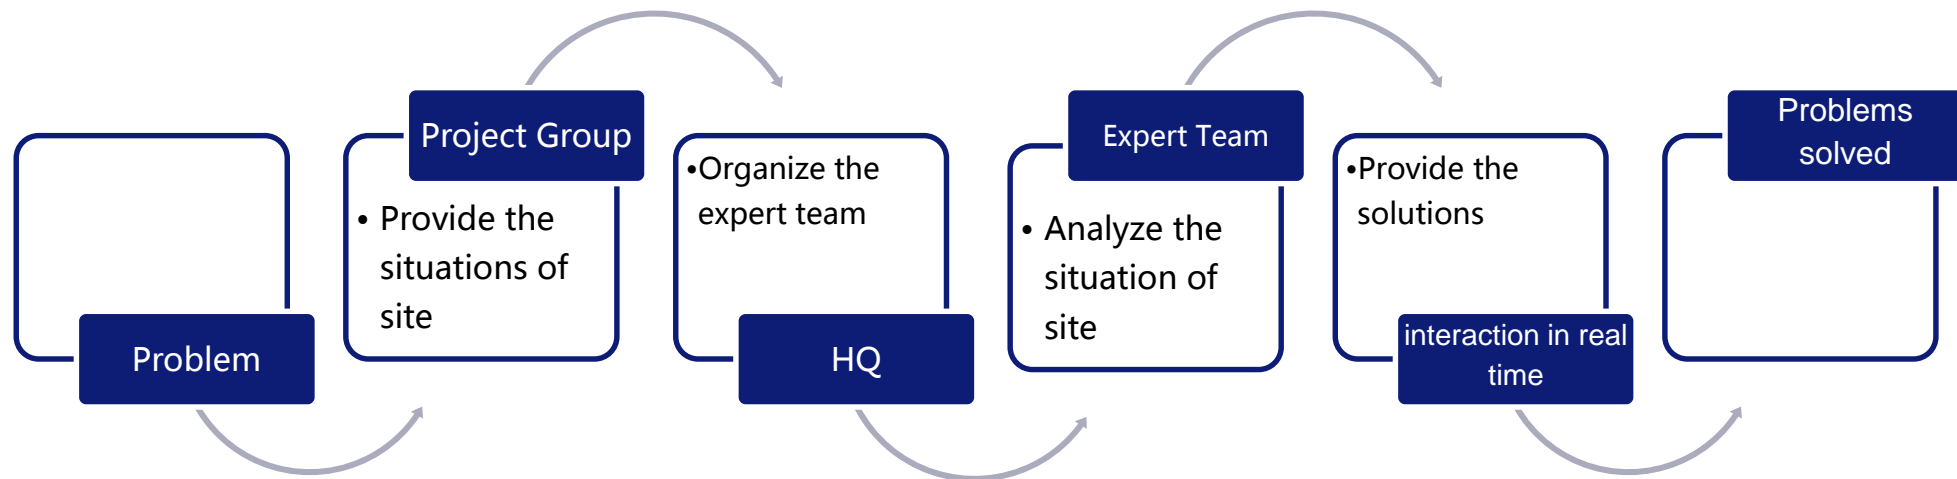 Problem
Project Group
• Provide the
situations of
site
•Organize the
expert team
HQ
Expert Team
• Analyze the
situation of
site
•Provide the
solutions
interaction in real
time
Problems
solved